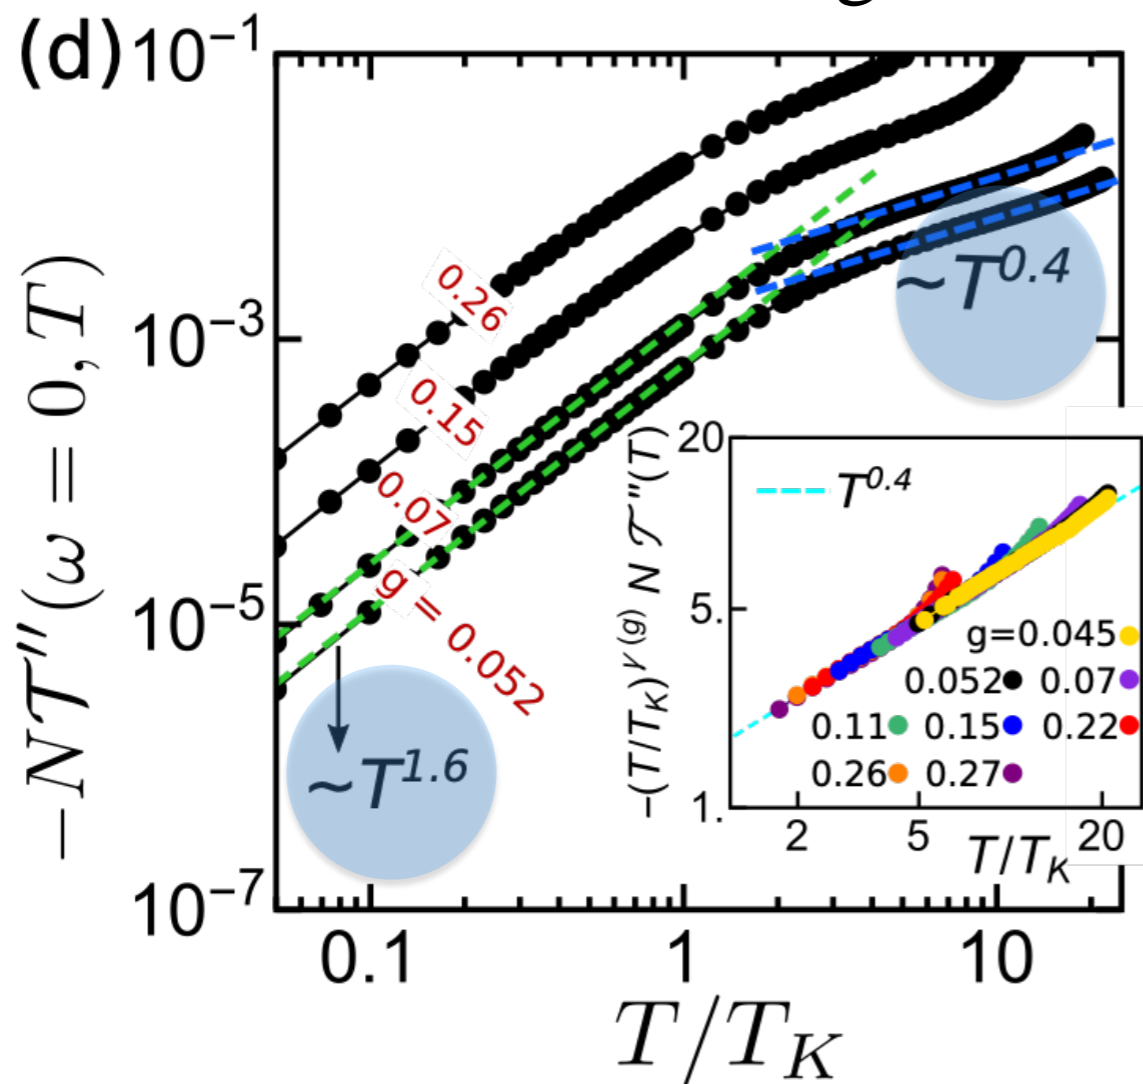 g
(d)
10⁻¹
10⁻³
10⁻⁵
10⁻⁷
−N𝒯″(ω = 0, T)
0.26
0.15
0.07
g = 0.052
~T^0.4
~T^1.6
0.1 1 10
T/T_K
−(T/T_K)^γ(g) N 𝒯″(T)
20
5.
1.
T^0.4
g=0.045
0.052 0.07
0.11 0.15 0.22
0.26 0.27
2 5 20
T/T_K